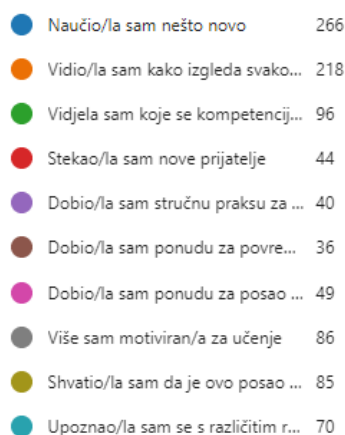 Naučio/la sam nešto novo 266
Vidio/la sam kako izgleda svako... 218
Vidjela sam koje se kompetencij... 96
Stekao/la sam nove prijatelje 44
Dobio/la sam stručnu praksu za ... 40
Dobio/la sam ponudu za povre... 36
Dobio/la sam ponudu za posao ... 49
Više sam motiviran/a za učenje 86
Shvatio/la sam da je ovo posao ... 85
Upoznao/la sam se s različitim r... 70